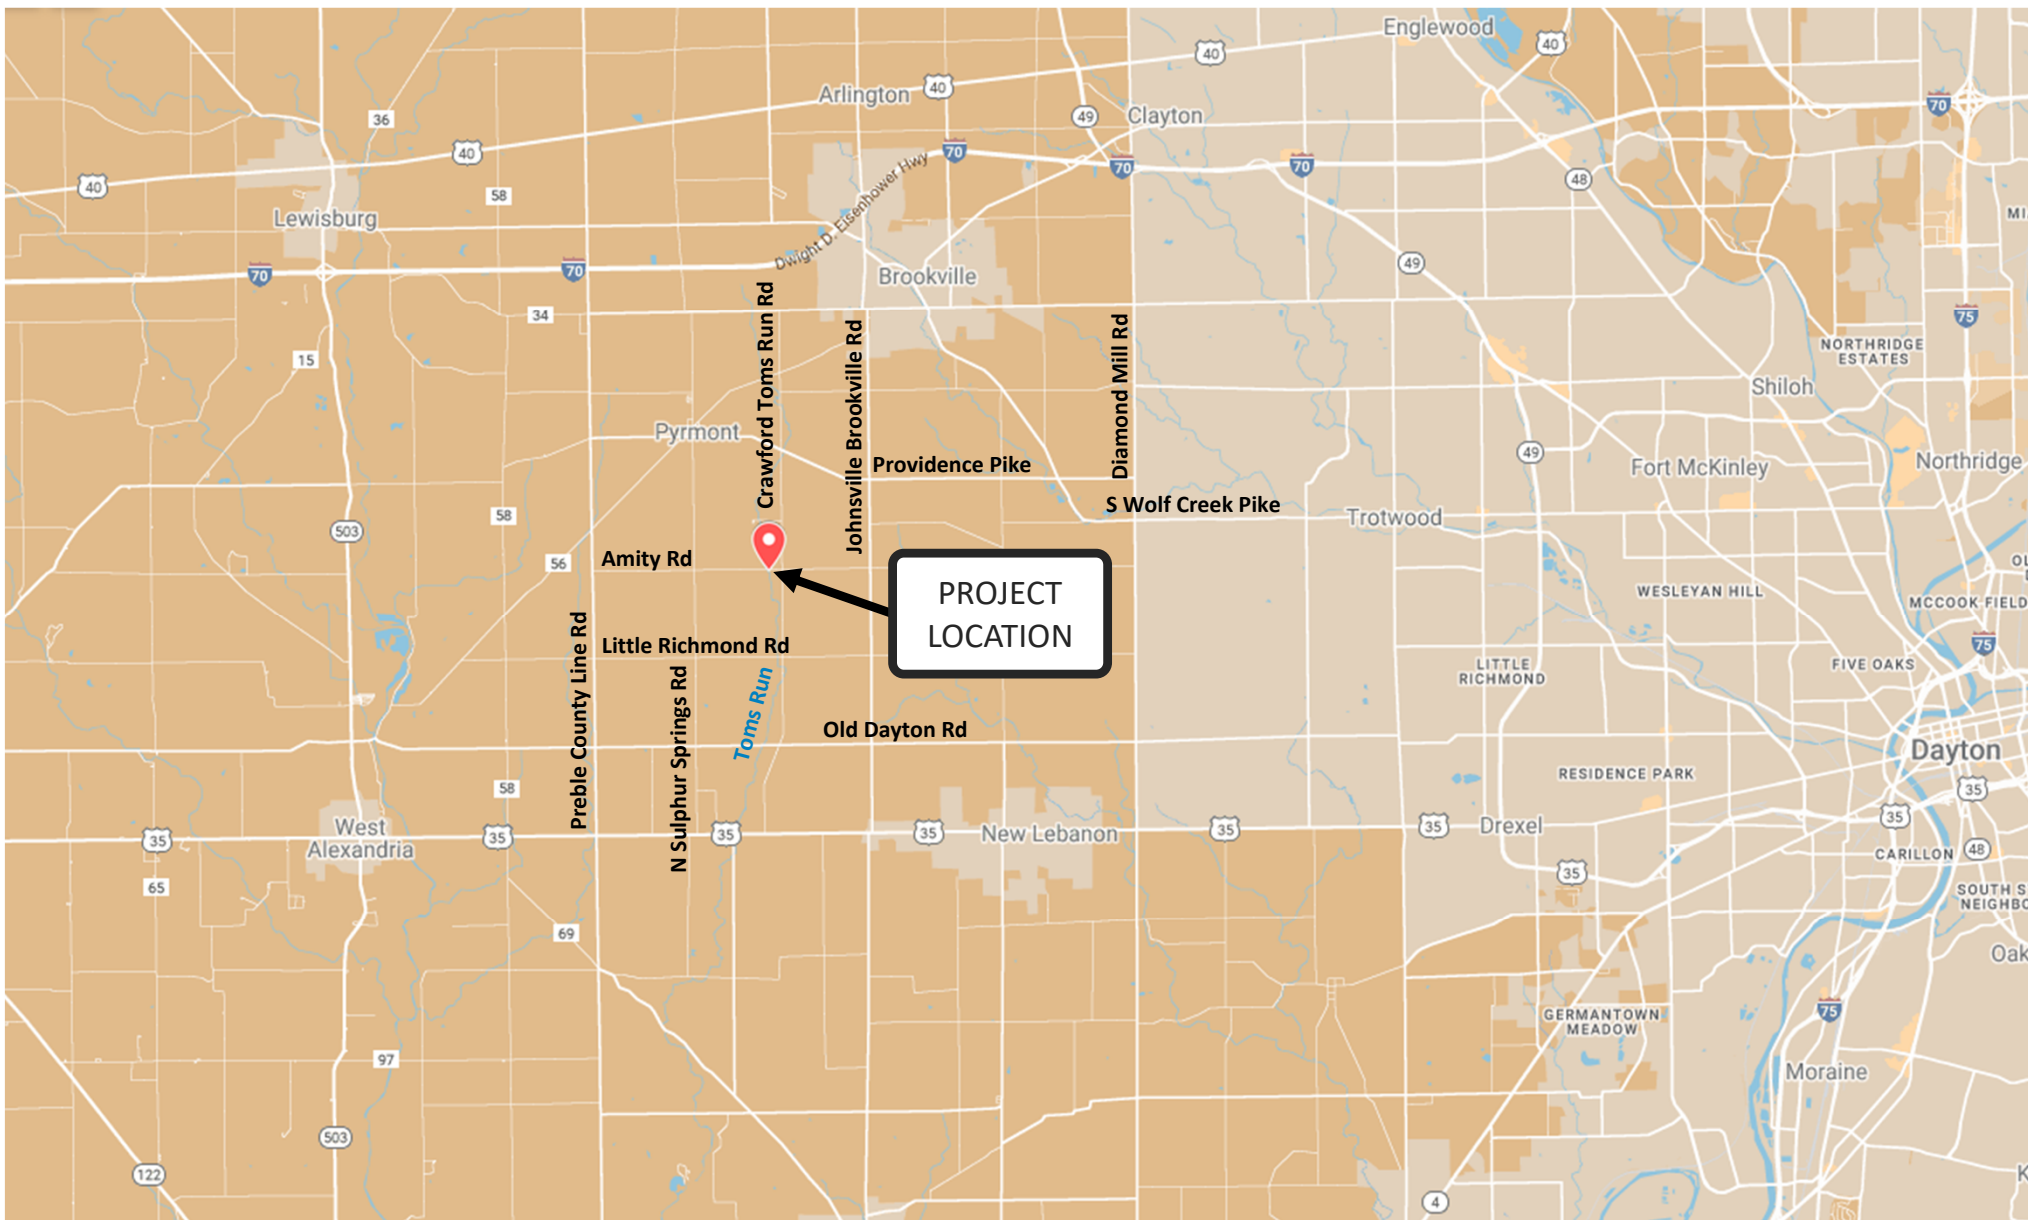 Englewood
40
40
Arlington
40
49
Clayton
70
36
40
70
Dwight D. Eisenhower Hwy
70
70
48
40
58
Lewisburg
MI
70
70
Brookville
49
34
Crawford Toms Run Rd
Johnsville Brookville Rd
Diamond Mill Rd
75
15
NORTHRIDGE
ESTATES
Shiloh
Pyrmont
Providence Pike
49
Fort McKinley
Northridge
58
S Wolf Creek Pike
Trotwood
503
56
Amity Rd
PROJECT
LOCATION
WESLEYAN HILL
MCCOOK FIELD
Preble County Line Rd
Little Richmond Rd
75
LITTLE
RICHMOND
FIVE OAKS
N Sulphur Springs Rd
Toms Run
Old Dayton Rd
Dayton
RESIDENCE PARK
58
35
West
Alexandria
35
35
35
35
New Lebanon
35
35
Drexel
35
CARILLON
48
65
35
SOUTH S
NEIGHBO
69
Oak
GERMANTOWN
MEADOW
75
97
Moraine
503
122
4
K